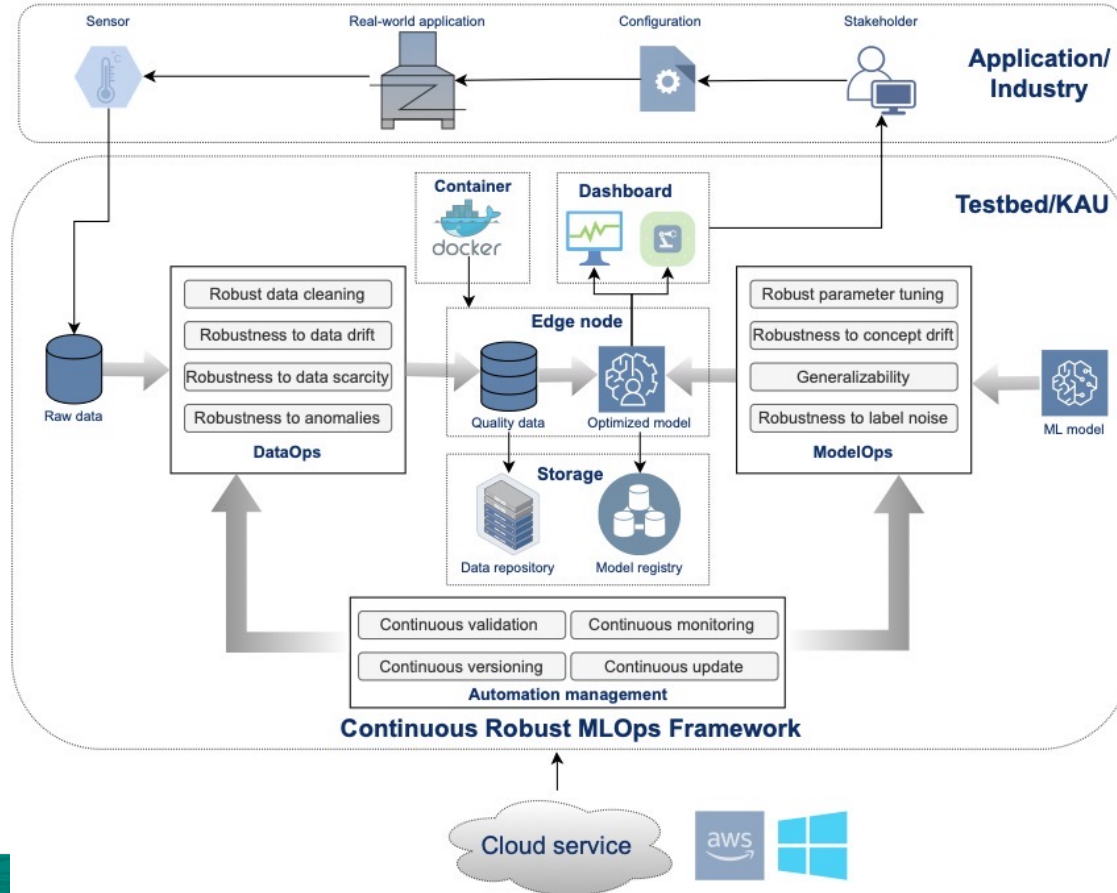 Sensor
Real-world application
Configuration
Stakeholder
°C
Application/
Industry
Testbed/KAU
Container
docker
Dashboard
Robust data cleaning
Robustness to data drift
Robustness to data scarcity
Robustness to anomalies
DataOps
Raw data
Edge node
Quality data
Optimized model
Robust parameter tuning
Robustness to concept drift
Generalizability
Robustness to label noise
ModelOps
ML model
Storage
Data repository
Model registry
Continuous validation
Continuous monitoring
Continuous versioning
Continuous update
Automation management
Continuous Robust MLOps Framework
Cloud service
aws